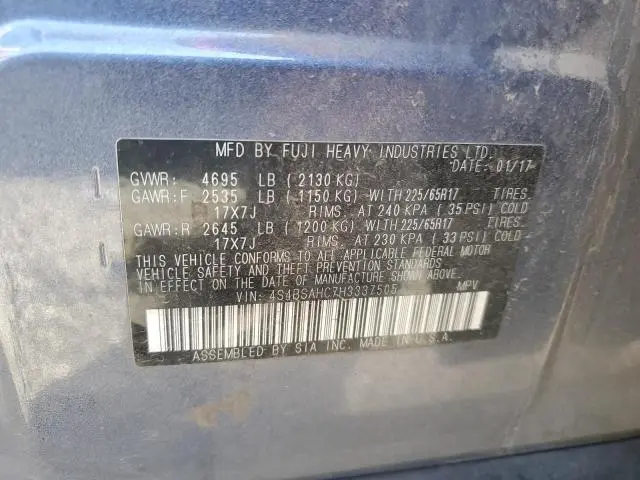 MFD BY FUJI HEAVY INDUSTRIES LTD.
DATE: 01/17
GVWR: 4695 LB ( 2130 KG)
GAWR:F 2535 LB ( 1150 KG) WITH 225/65R17 TIRES,
17X7J RIMS, AT 240 KPA ( 35 PSI) COLD
GAWR:R 2645 LB ( 1200 KG) WITH 225/65R17 TIRES,
17X7J RIMS, AT 230 KPA ( 33 PSI) COLD
THIS VEHICLE CONFORMS TO ALL APPLICABLE FEDERAL MOTOR
VEHICLE SAFETY AND THEFT PREVENTION STANDARDS
IN EFFECT ON THE DATE OF MANUFACTURE SHOWN ABOVE.
VIN: 4S4BSAHC7H3337505 MPV
ASSEMBLED BY SIA INC. MADE IN U.S.A.